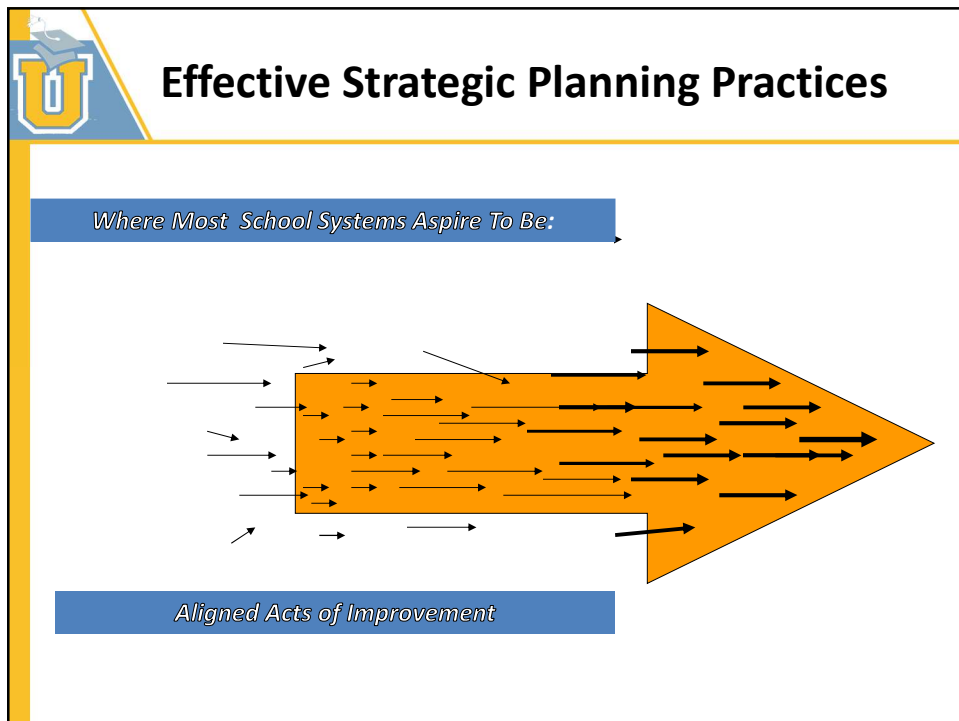 U
Effective Strategic Planning Practices
Where Most School Systems Aspire To Be:
Aligned Acts of Improvement